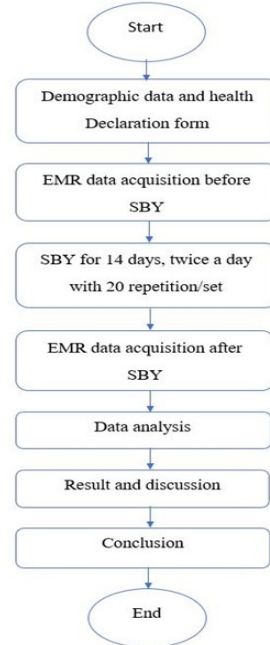 Start
Demographic data and health
Declaration form
EMR data acquisition before
SBY
SBY for 14 days, twice a day
with 20 repetition/set
EMR data acquisition after
SBY
Data analysis
Result and discussion
Conclusion
End